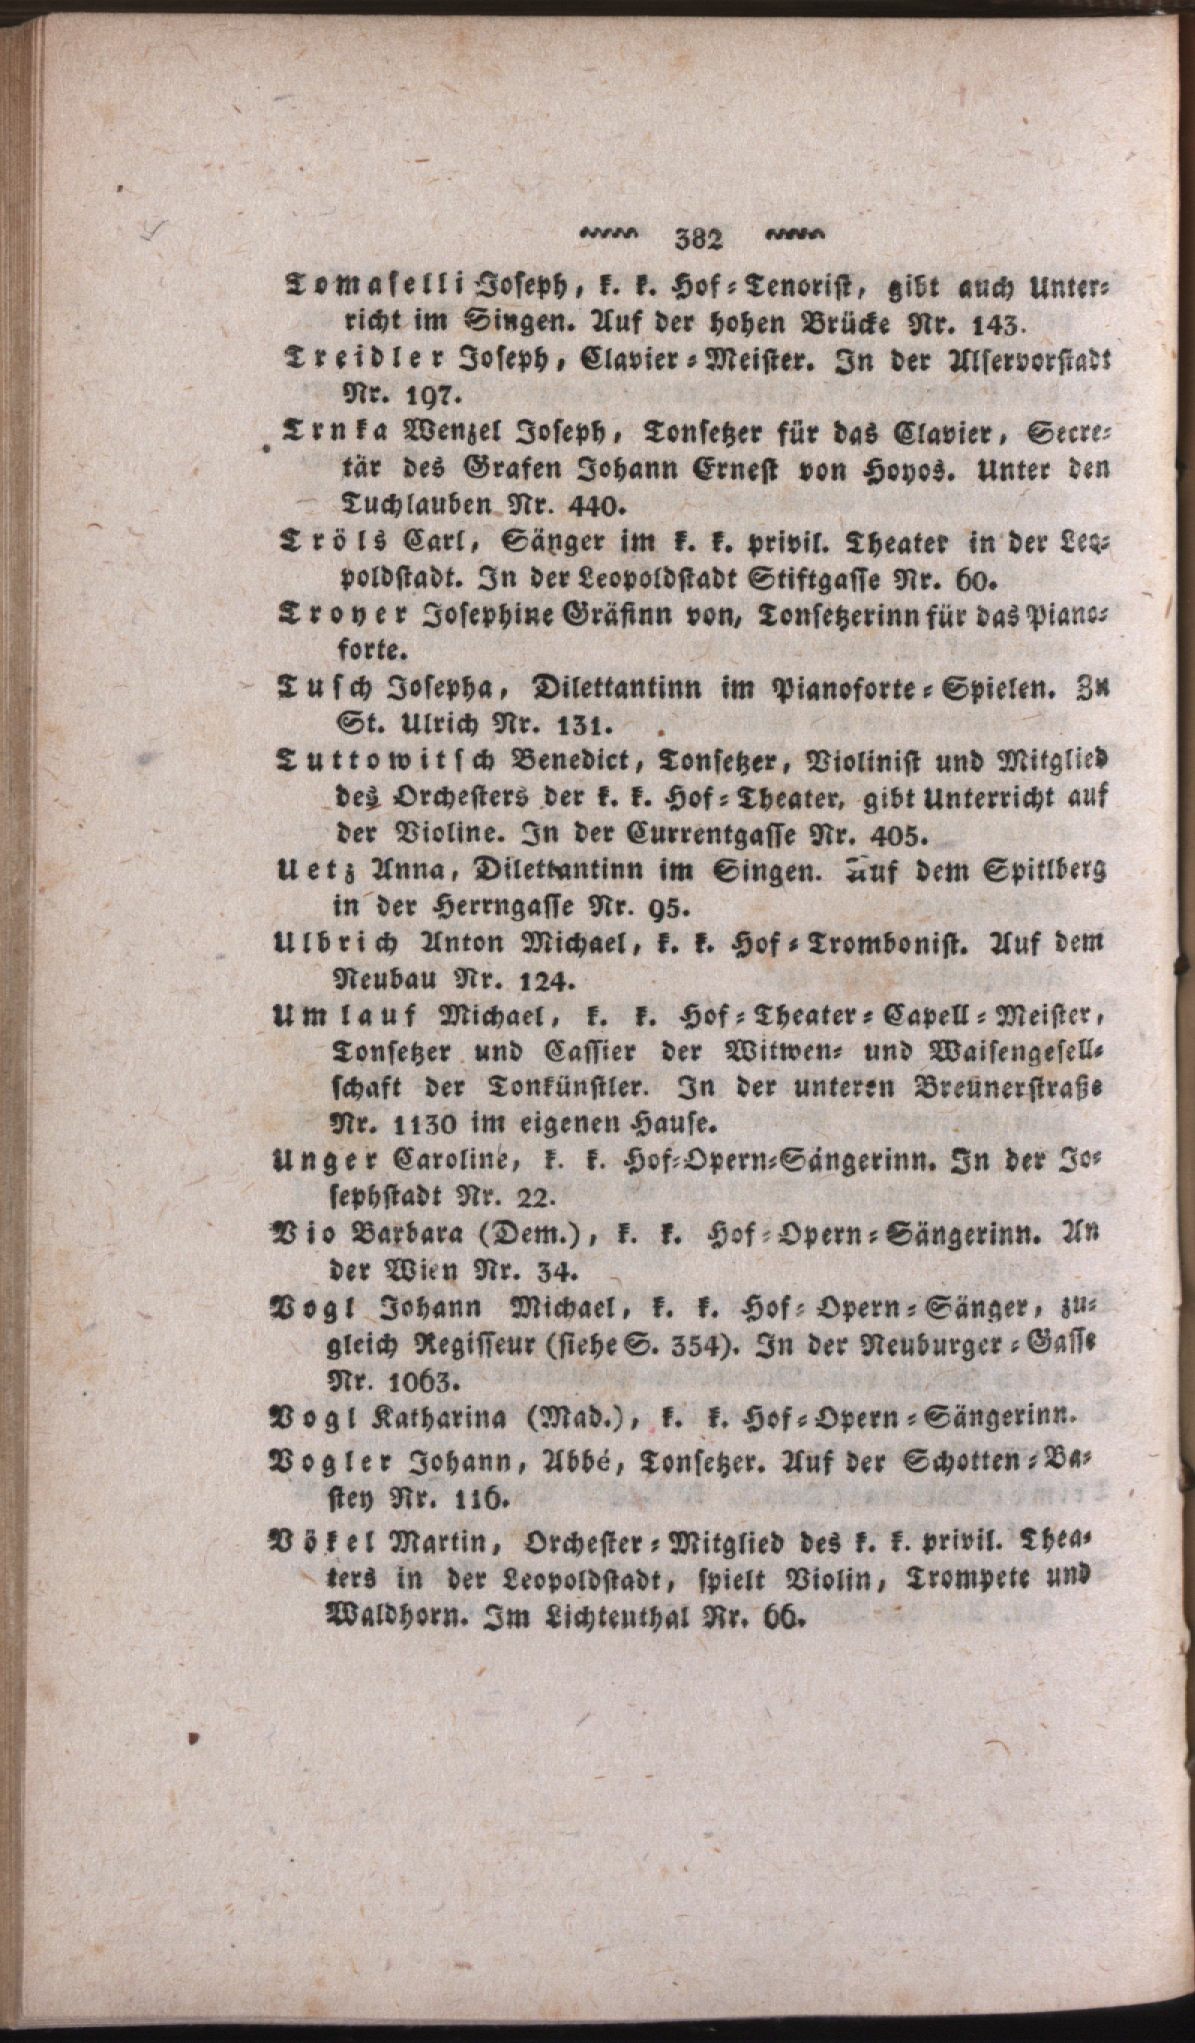 382
Tomaselli Joseph, k. k. Hof-Tenorist, gibt auch Unter-
richt im Singen. Auf der hohen Brücke Nr. 143.
Treidler Joseph, Clavier-Meister. In der Alservorstadt
Nr. 197.
Trnka Wenzel Joseph, Tonsetzer für das Clavier, Secre-
tär des Grafen Johann Ernest von Hoyos. Unter den
Tuchlauben Nr. 440.
Tröls Carl, Sänger im k. k. privil. Theater in der Leo-
poldstadt. In der Leopoldstadt Stiftgasse Nr. 60.
Troyer Josephine Gräfinn von, Tonsetzerinn für das Piano-
forte.
Tusch Josepha, Dilettantinn im Pianoforte-Spielen. Zu
St. Ulrich Nr. 131.
Tuttowitsch Benedict, Tonsetzer, Violinist und Mitglied
des Orchesters der k. k. Hof-Theater, gibt Unterricht auf
der Violine. In der Currentgasse Nr. 405.
Uetz Anna, Dilettantinn im Singen. Auf dem Spitlberg
in der Herrngasse Nr. 95.
Ulbrich Anton Michael, k. k. Hof-Trombonist. Auf dem
Neubau Nr. 124.
Umlauf Michael, k. k. Hof-Theater-Capell-Meister,
Tonsetzer und Cassier der Witwen- und Waisengesell-
schaft der Tonkünstler. In der unteren Breünerstraße
Nr. 1130 im eigenen Hause.
Unger Caroline, k. k. Hof-Opern-Sängerinn. In der Jo-
sephstadt Nr. 22.
Vio Barbara (Dem.), k. k. Hof-Opern-Sängerinn. An
der Wien Nr. 34.
Vogl Johann Michael, k. k. Hof-Opern-Sänger, zu-
gleich Regisseur (siehe S. 354). In der Neuburger-Gasse
Nr. 1063.
Vogl Katharina (Mad.), k. k. Hof-Opern-Sängerinn.
Vogler Johann, Abbé, Tonsetzer. Auf der Schotten-Ba-
stey Nr. 116.
Vökel Martin, Orchester-Mitglied des k. k. privil. Thea-
ters in der Leopoldstadt, spielt Violin, Trompete und
Waldhorn. Im Lichteuthal Nr. 66.